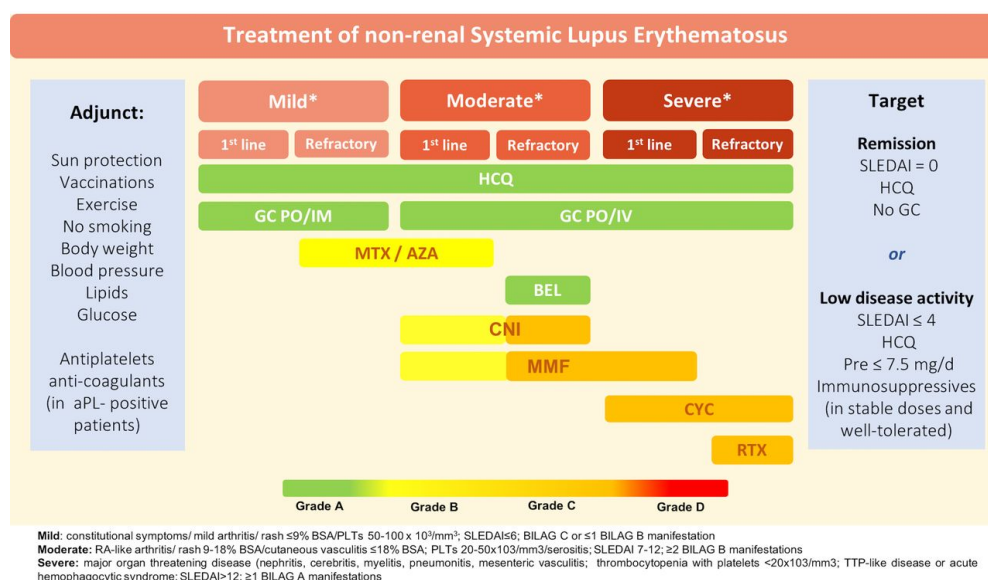 Treatment of non-renal Systemic Lupus Erythematosus
Adjunct:
Sun protection
Vaccinations
Exercise
No smoking
Body weight
Blood pressure
Lipids
Glucose
Antiplatelets
anti-coagulants
(in aPL- positive
patients)
Mild* Moderate* Severe*
1st line Refractory 1st line Refractory 1st line Refractory
HCQ
GC PO/IM GC PO/IV
MTX / AZA
BEL
CNI
MMF
CYC
RTX
Grade A Grade B Grade C Grade D
Target
Remission
SLEDAI = 0
HCQ
No GC
or
Low disease activity
SLEDAI ≤ 4
HCQ
Pre ≤ 7.5 mg/d
Immunosuppressives
(in stable doses and
well-tolerated)
Mild: constitutional symptoms/ mild arthritis/ rash ≤9% BSA/PLTs 50-100 x 10³/mm³; SLEDAI≤6; BILAG C or ≤1 BILAG B manifestation
Moderate: RA-like arthritis/ rash 9-18% BSA/cutaneous vasculitis ≤18% BSA; PLTs 20-50x103/mm3/serositis; SLEDAI 7-12; ≥2 BILAG B manifestations
Severe: major organ threatening disease (nephritis, cerebritis, myelitis, pneumonitis, mesenteric vasculitis; thrombocytopenia with platelets <20x103/mm3; TTP-like disease or acute
hemophagocytic syndrome; SLEDAI>12; ≥1 BILAG A manifestations